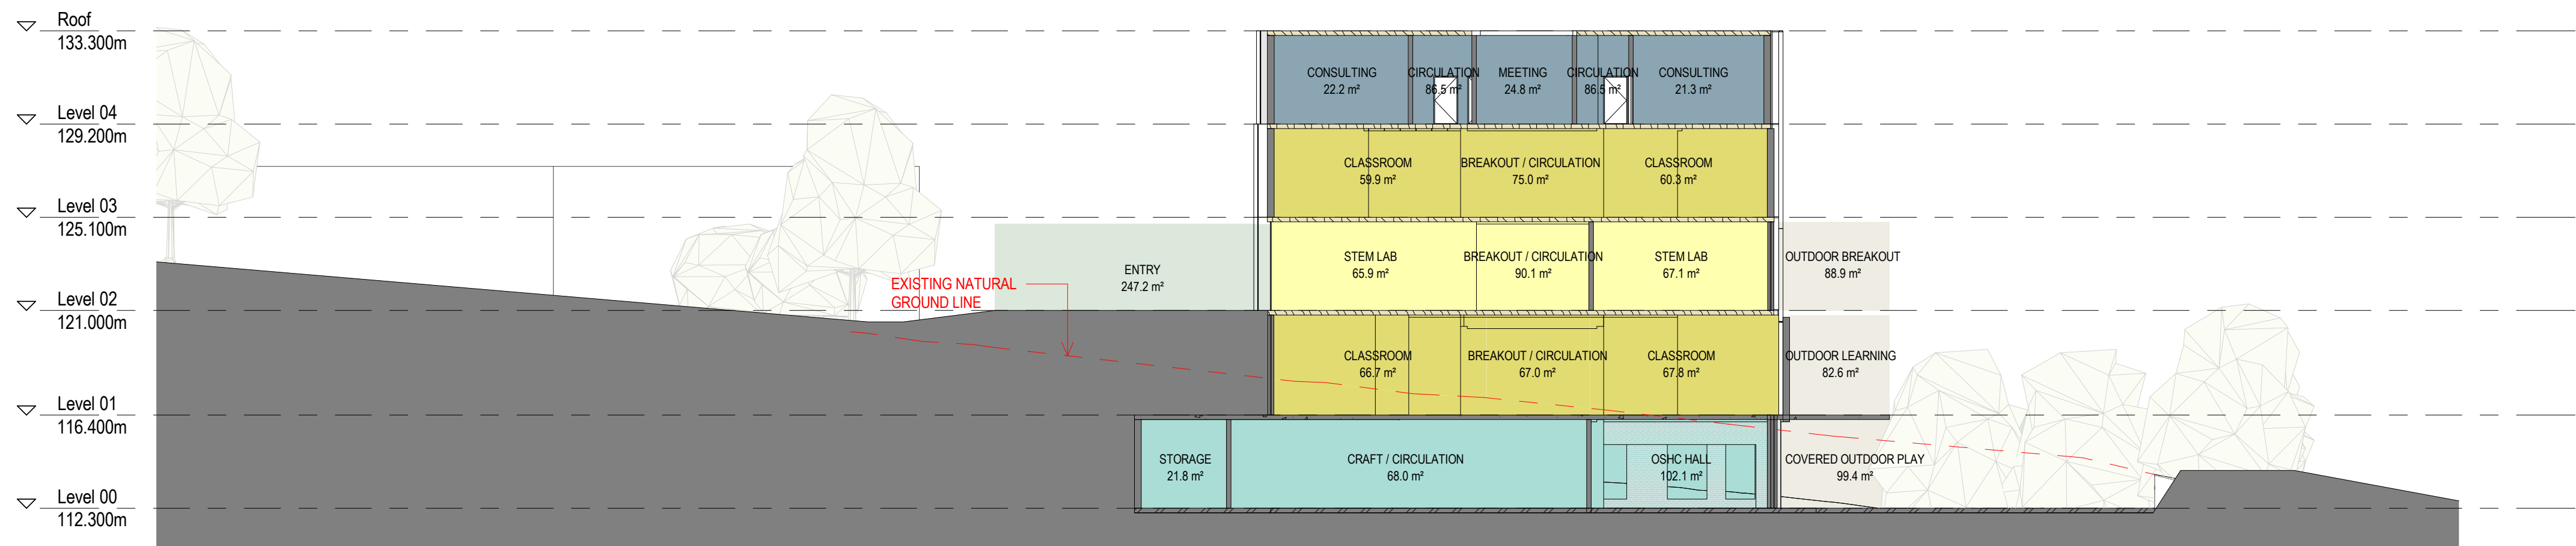 Roof
133.300m
CONSULTING
22.2 m²
CIRCULATION
86.5 m²
MEETING
24.8 m²
CIRCULATION
86.5 m²
CONSULTING
21.3 m²
Level 04
129.200m
CLASSROOM
59.9 m²
BREAKOUT / CIRCULATION
75.0 m²
CLASSROOM
60.3 m²
Level 03
125.100m
ENTRY
247.2 m²
STEM LAB
65.9 m²
BREAKOUT / CIRCULATION
90.1 m²
STEM LAB
67.1 m²
OUTDOOR BREAKOUT
88.9 m²
EXISTING NATURAL
GROUND LINE
Level 02
121.000m
CLASSROOM
66.7 m²
BREAKOUT / CIRCULATION
67.0 m²
CLASSROOM
67.8 m²
OUTDOOR LEARNING
82.6 m²
Level 01
116.400m
STORAGE
21.8 m²
CRAFT / CIRCULATION
68.0 m²
OSHC HALL
102.1 m²
COVERED OUTDOOR PLAY
99.4 m²
Level 00
112.300m